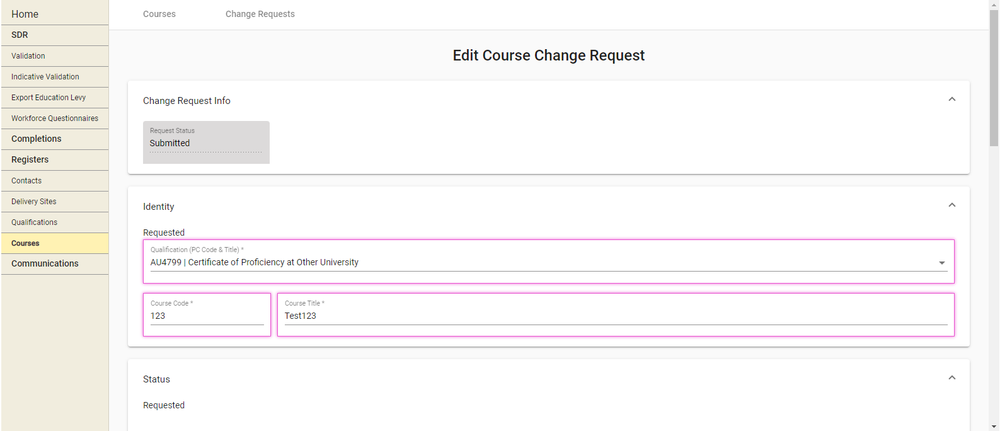 Home
SDR
Validation
Indicative Validation
Export Education Levy
Workforce Questionnaires
Completions
Registers
Contacts
Delivery Sites
Qualifications
Courses
Communications
Courses Change Requests
Edit Course Change Request
Change Request Info
Request Status
Submitted
Identity
Requested
Qualification (PC Code & Title) *
AU4799 | Certificate of Proficiency at Other University
Course Code *
123
Course Title *
Test123
Status
Requested